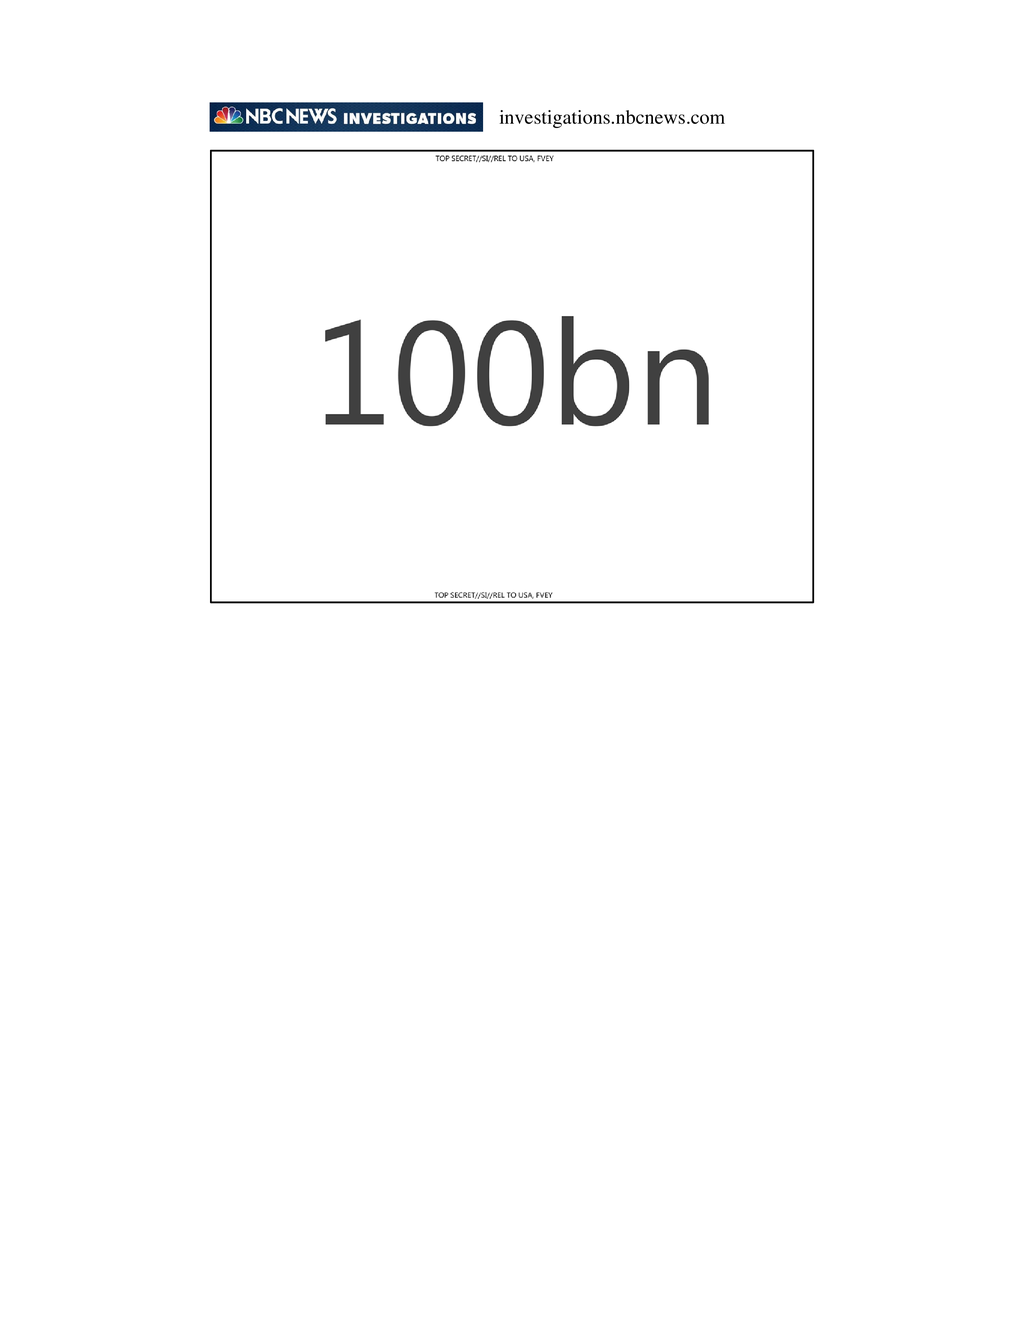 NBC NEWS INVESTIGATIONS investigations.nbcnews.com
TOP SECRET//SI//REL TO USA, FVEY
100bn
TOP SECRET//SI//REL TO USA, FVEY